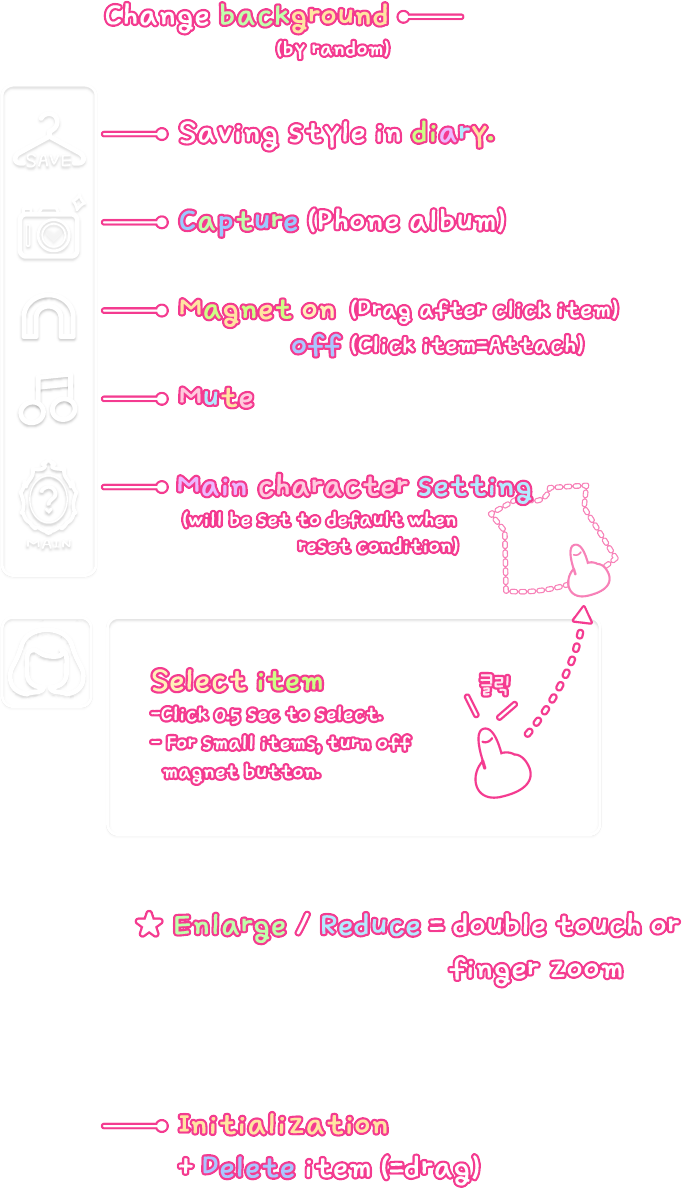 Change background
(by random)
SAVE
Saving style in diary.
Capture (Phone album)
Magnet on (Drag after click item)
off (Click item=Attach)
Mute
?
MAIN
Main character Setting
(will be set to default when
reset condition)
Select item
-Click 0.5 sec to select.
- For small items, turn off
magnet button.
클릭!
★ Enlarge / Reduce = double touch or
finger zoom
Initialization
+ Delete item (=drag)